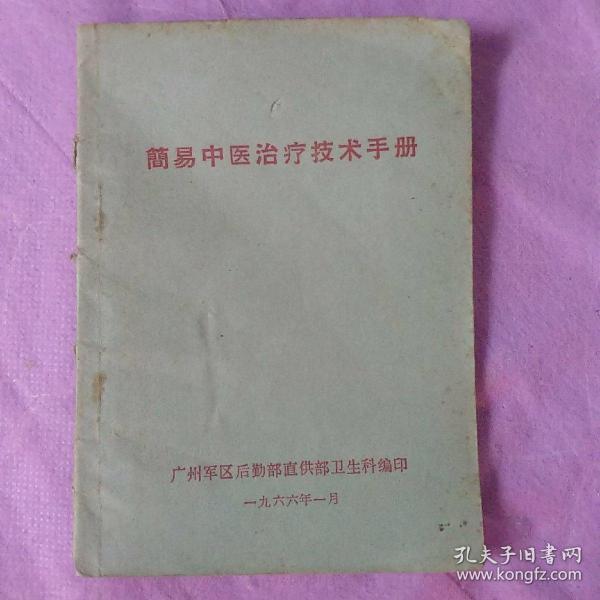 簡易中医治疗技术手册
广州军区后勤部直供部卫生科编印
一九六六年一月
孔夫子旧书网
www.kongfz.com